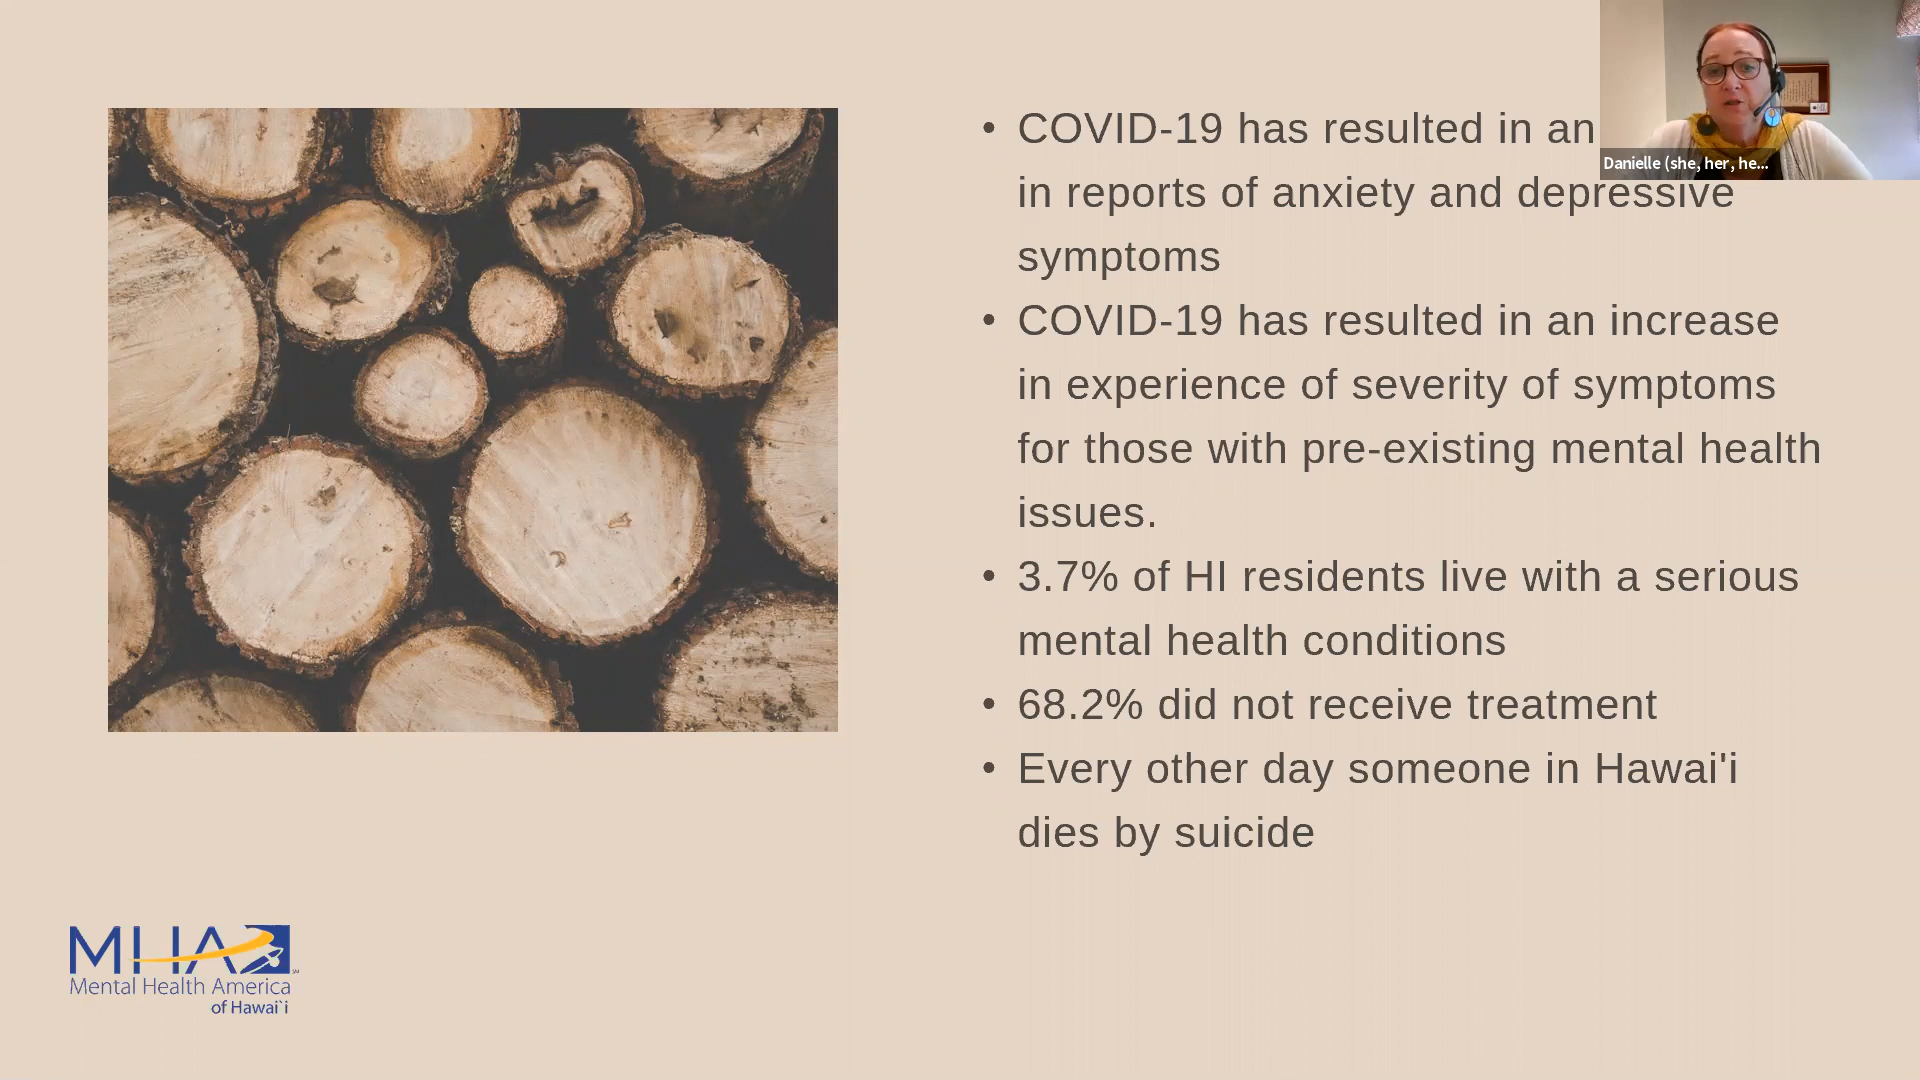 • COVID-19 has resulted in an
in reports of anxiety and depressive
symptoms
• COVID-19 has resulted in an increase
in experience of severity of symptoms
for those with pre-existing mental health
issues.
• 3.7% of HI residents live with a serious
mental health conditions
• 68.2% did not receive treatment
• Every other day someone in Hawai'i
dies by suicide
Danielle (she, her, he...
MHA
Mental Health America
of Hawai`i